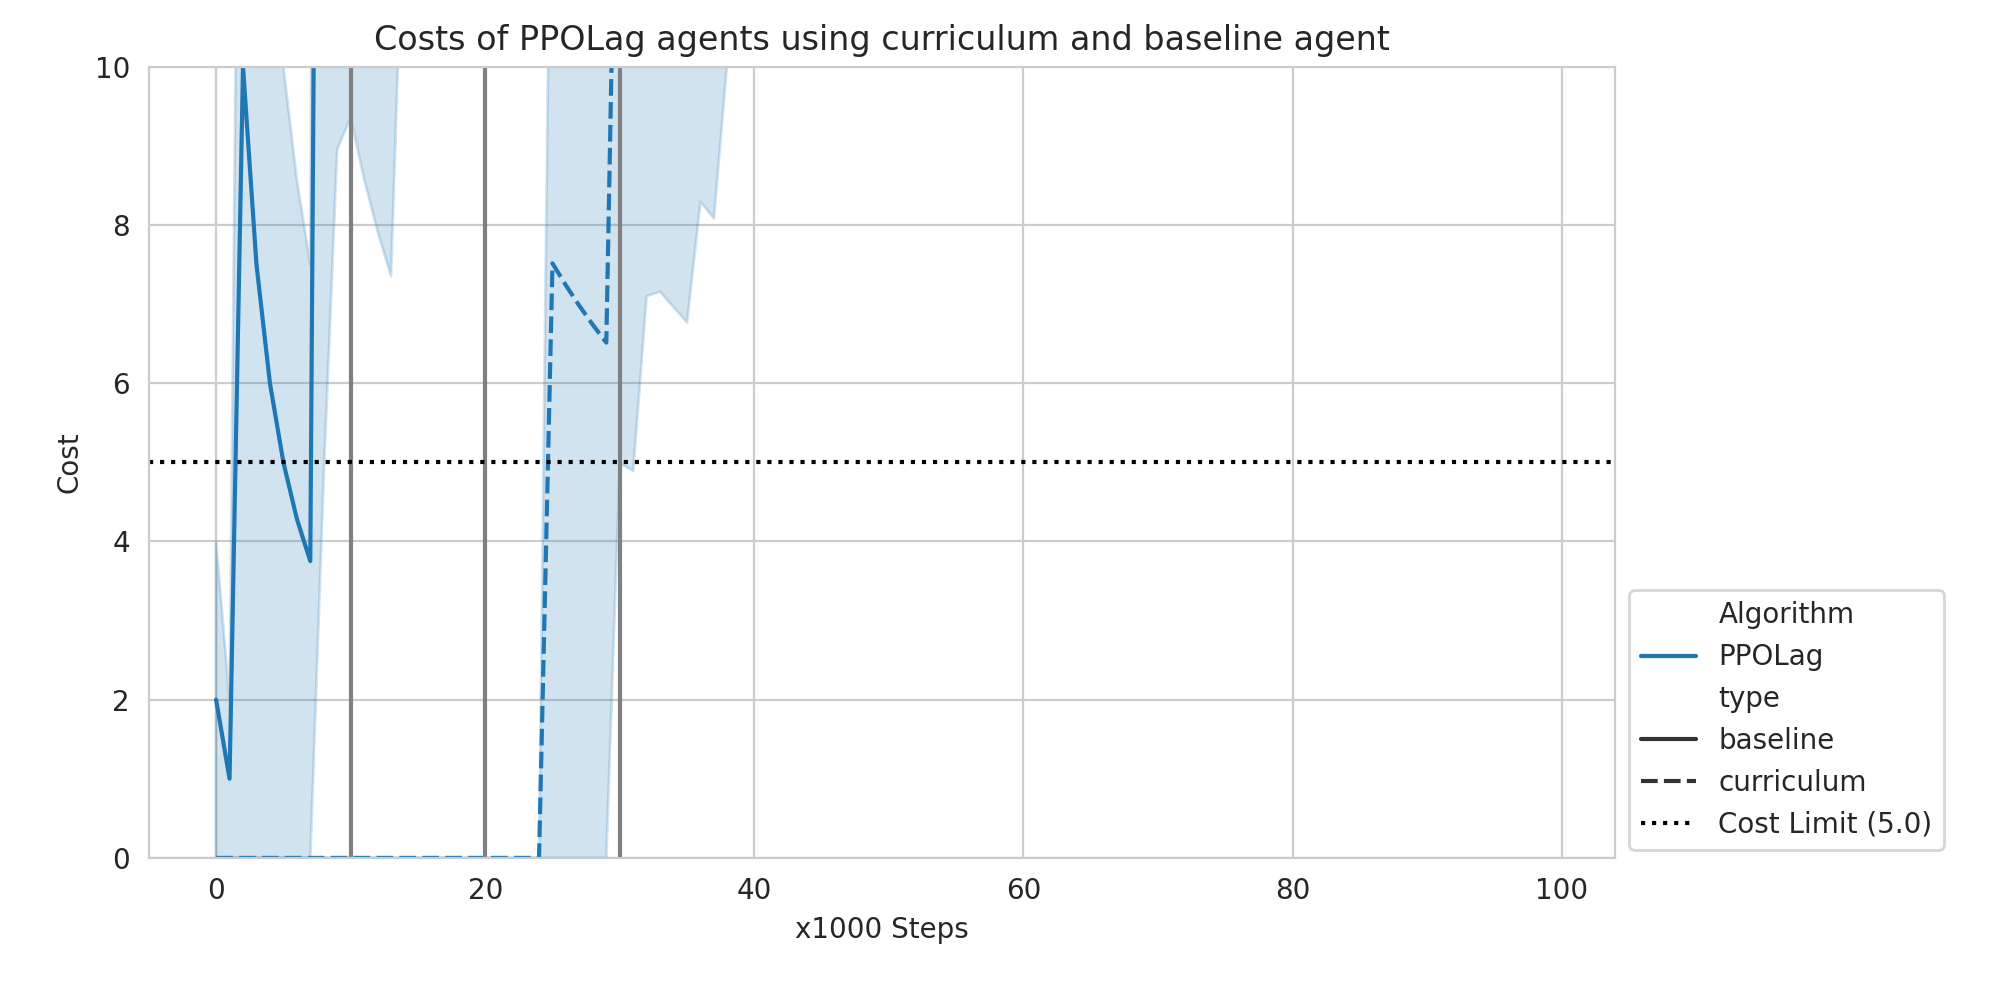 Costs of PPOLag agents using curriculum and baseline agent
10
8
6
4
2
0
Cost
0 20 40 60 80 100
x1000 Steps
Algorithm
PPOLag
type
baseline
curriculum
Cost Limit (5.0)